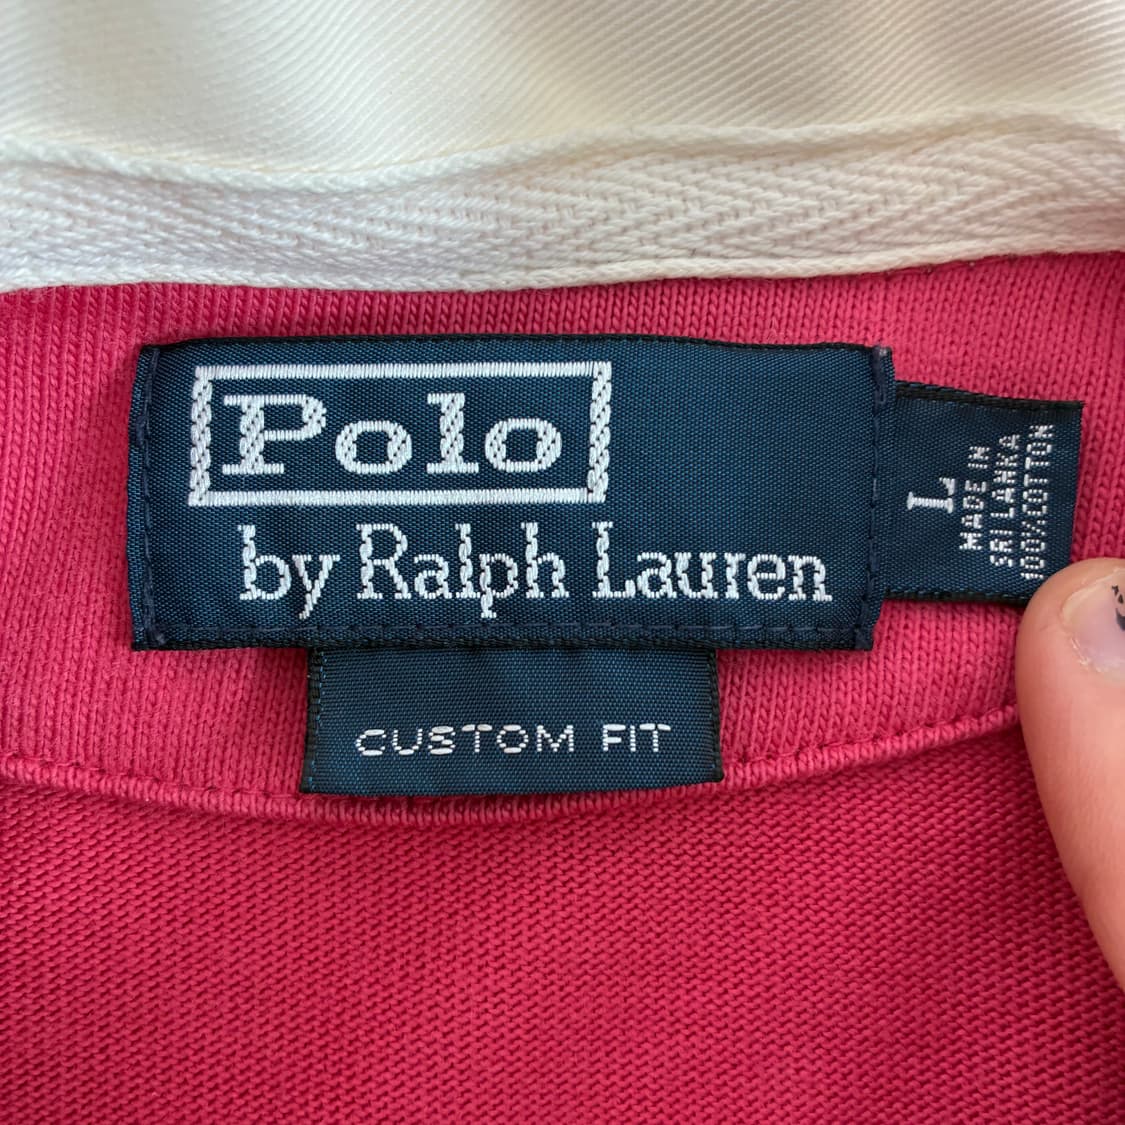 Polo
by Ralph Lauren
CUSTOM FIT
L
MADE IN
SRI LANKA
100% COTTON